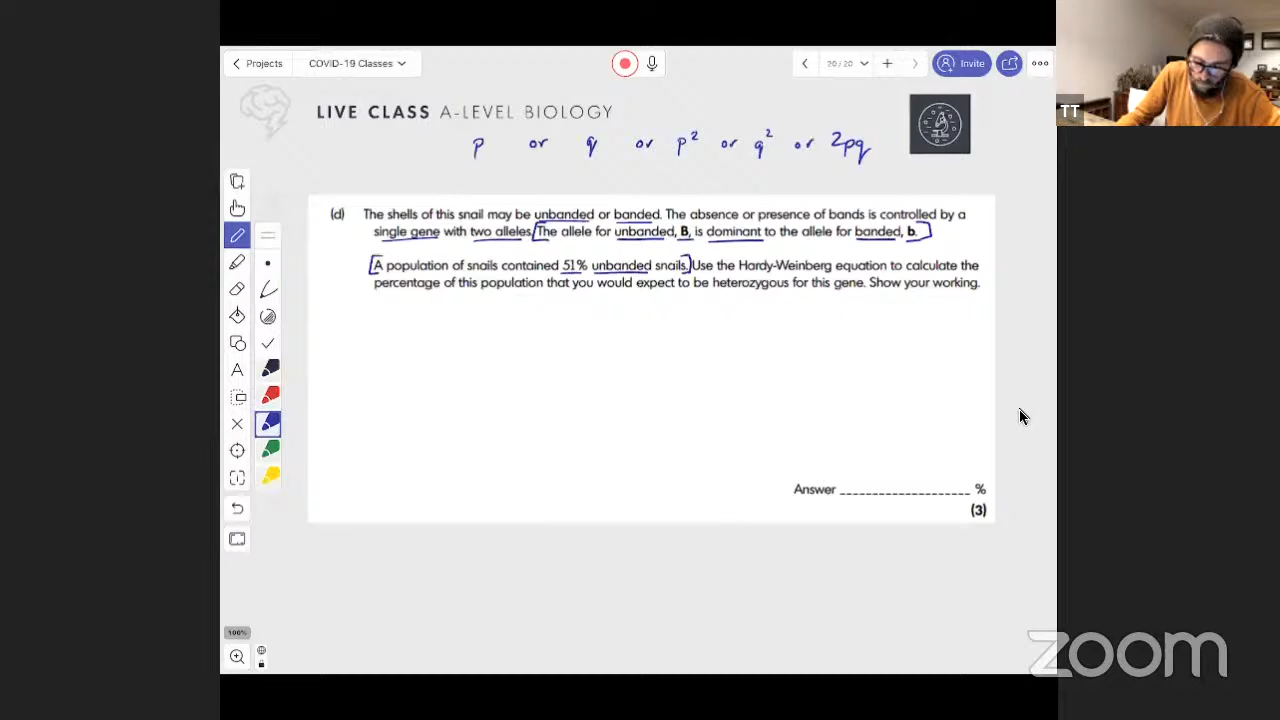 Projects
COVID-19 Classes
20/20
Invite
TT
LIVE CLASS A-LEVEL BIOLOGY
p or q or p² or q² or 2pq
(d) The shells of this snail may be unbanded or banded. The absence or presence of bands is controlled by a
single gene with two alleles. The allele for unbanded, B, is dominant to the allele for banded, b.
A population of snails contained 51% unbanded snails. Use the Hardy-Weinberg equation to calculate the
percentage of this population that you would expect to be heterozygous for this gene. Show your working.
A
Answer ____________________ %
(3)
100%
zoom